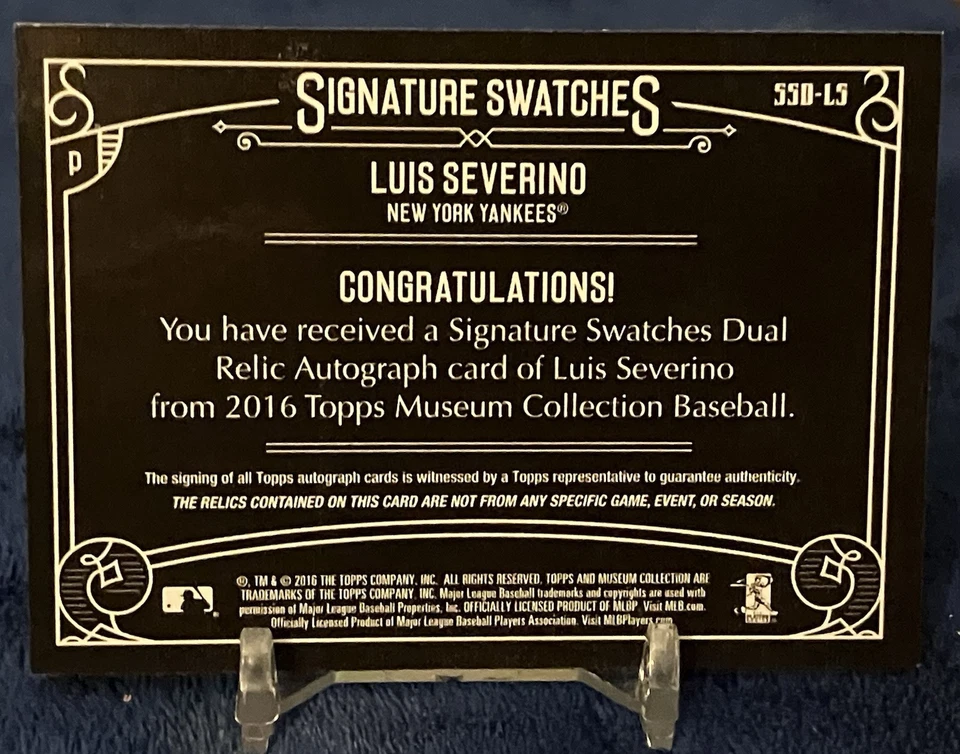 SIGNATURE SWATCHES
SSD-LS
P
LUIS SEVERINO
NEW YORK YANKEES®
CONGRATULATIONS!
You have received a Signature Swatches Dual
Relic Autograph card of Luis Severino
from 2016 Topps Museum Collection Baseball.
The signing of all Topps autograph cards is witnessed by a Topps representative to guarantee authenticity.
THE RELICS CONTAINED ON THIS CARD ARE NOT FROM ANY SPECIFIC GAME, EVENT, OR SEASON.
®, TM & © 2016 THE TOPPS COMPANY, INC. ALL RIGHTS RESERVED. TOPPS AND MUSEUM COLLECTION ARE
TRADEMARKS OF THE TOPPS COMPANY, INC. Major League Baseball trademarks and copyrights are used with
permission of Major League Baseball Properties, Inc. OFFICIALLY LICENSED PRODUCT OF MLBP. Visit MLB.com.
Officially Licensed Product of Major League Baseball Players Association. Visit MLBPlayers.com